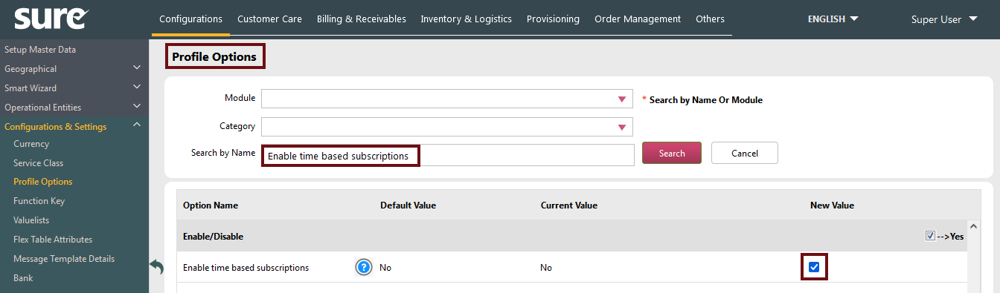 sure
Configurations Customer Care Billing & Receivables Inventory & Logistics Provisioning Order Management Others ENGLISH Super User
Setup Master Data
Geographical
Smart Wizard
Operational Entities
Configurations & Settings
Currency
Service Class
Profile Options
Function Key
Valuelists
Flex Table Attributes
Message Template Details
Bank
Profile Options
Module * Search by Name Or Module
Category
Search by Name Enable time based subscriptions Search Cancel
Option Name Default Value Current Value New Value
Enable/Disable -->Yes
Enable time based subscriptions ? No No